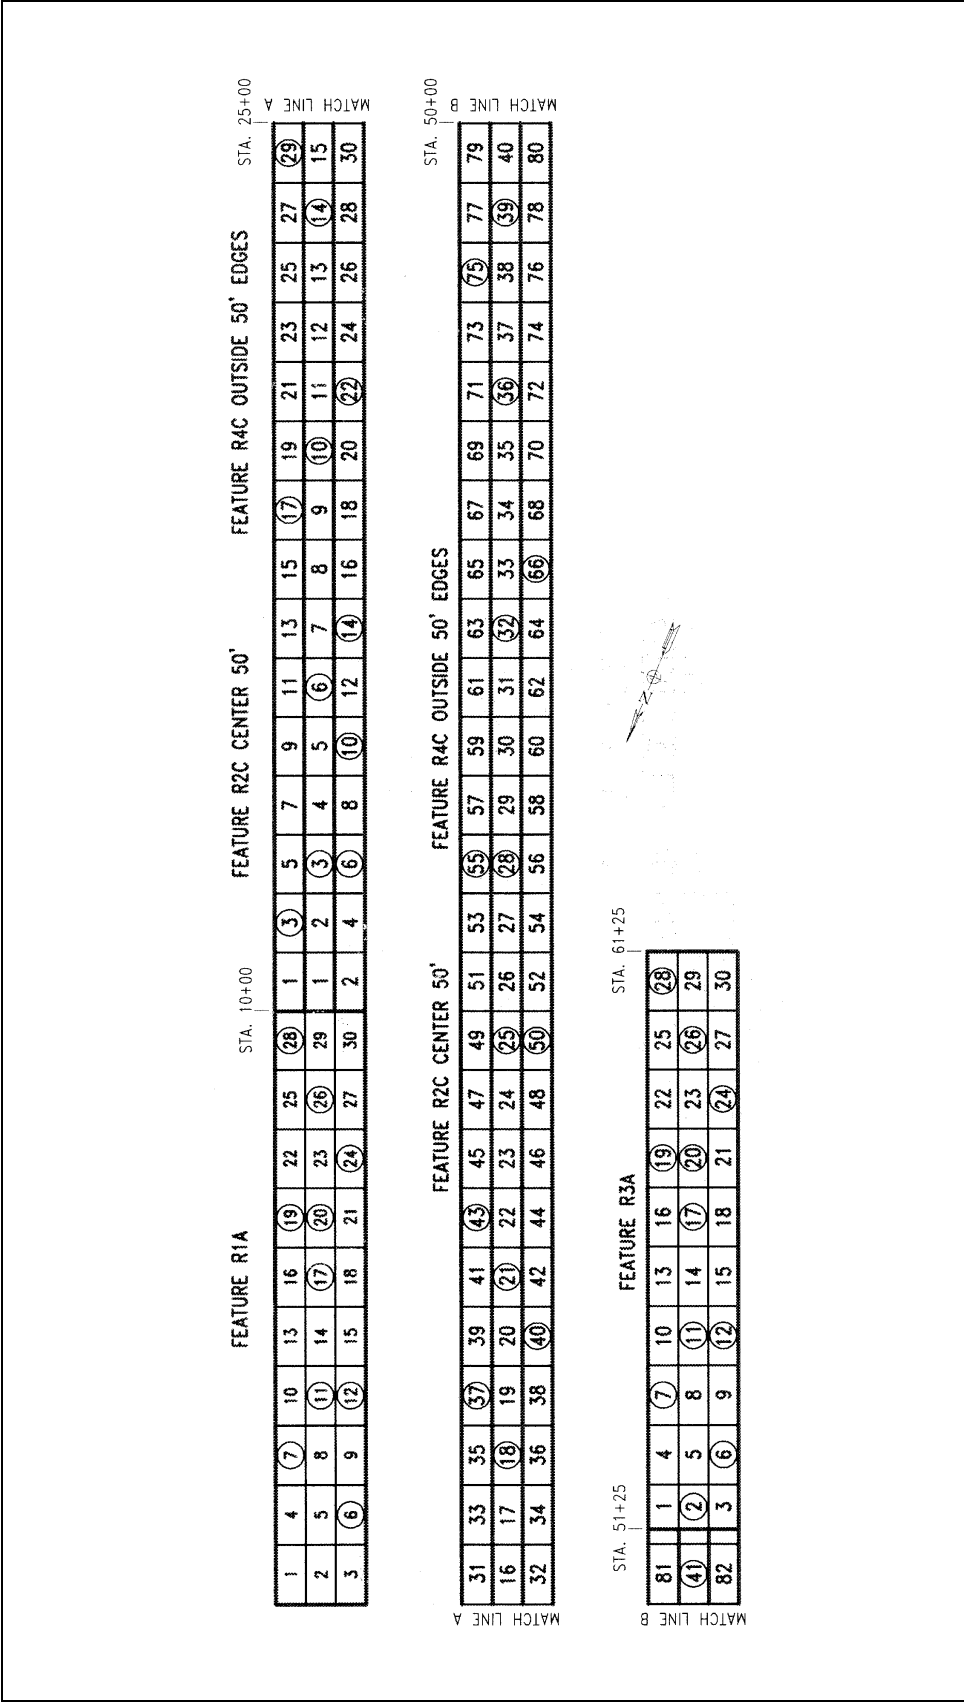 FEATURE R1A
FEATURE R2C CENTER 50'
FEATURE R4C OUTSIDE 50' EDGES
STA. 10+00
STA. 25+00
1 4 7 10 13 16 19 22 25 28 1 3 5 7 9 11 13 15 17 19 21 23 25 27 29
2 5 8 11 14 17 20 23 26 29 1 2 3 4 5 6 7 8 9 10 11 12 13 14 15
3 6 9 12 15 18 21 24 27 30 2 4 6 8 10 12 14 16 18 20 22 24 26 28 30
MATCH LINE A
FEATURE R2C CENTER 50'
FEATURE R4C OUTSIDE 50' EDGES
STA. 50+00
31 33 35 37 39 41 43 45 47 49 51 53 55 57 59 61 63 65 67 69 71 73 75 77 79
16 17 18 19 20 21 22 23 24 25 26 27 28 29 30 31 32 33 34 35 36 37 38 39 40
32 34 36 38 40 42 44 46 48 50 52 54 56 58 60 62 64 66 68 70 72 74 76 78 80
MATCH LINE A
MATCH LINE B
FEATURE R3A
STA. 51+25
STA. 61+25
81 1 4 7 10 13 16 19 22 25 28
41 2 5 8 11 14 17 20 23 26 29
82 3 6 9 12 15 18 21 24 27 30
MATCH LINE B
N